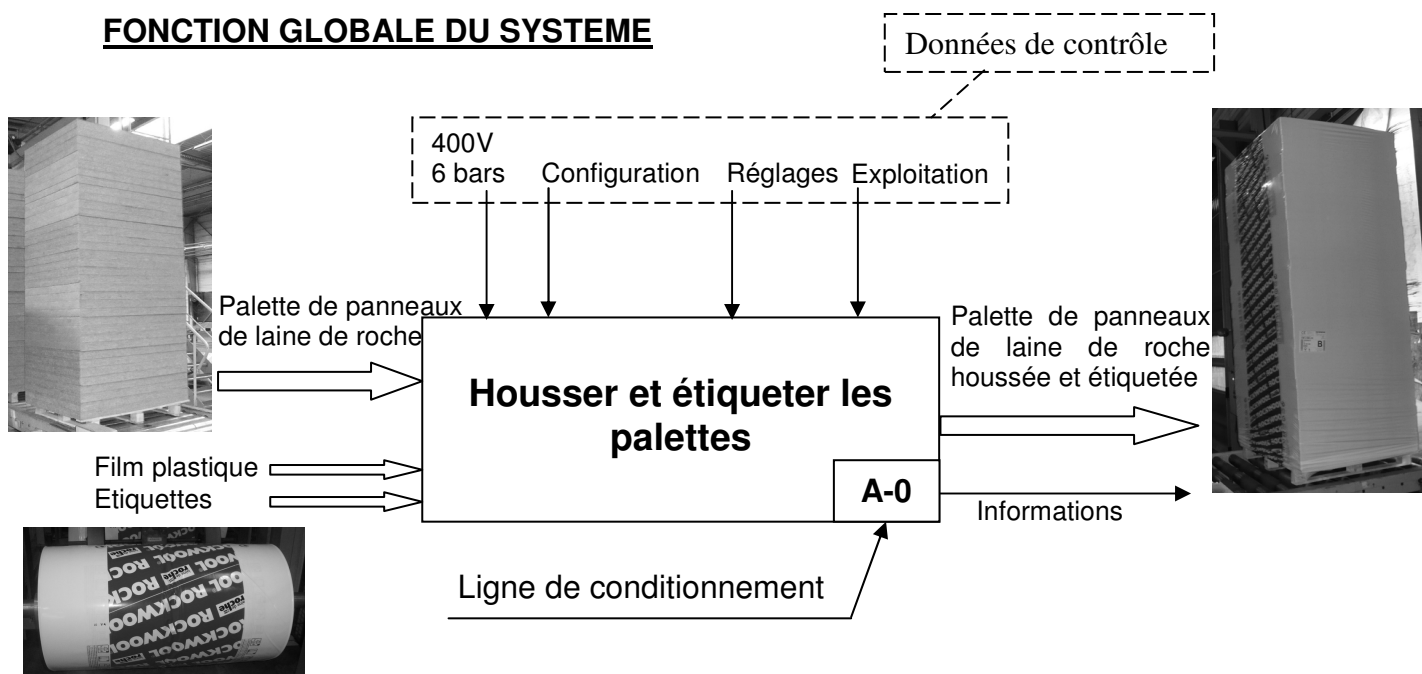 FONCTION GLOBALE DU SYSTEME
Données de contrôle
400V
6 bars
Configuration
Réglages
Exploitation
Palette de panneaux
de laine de roche
Palette de panneaux
de laine de roche
houssée et étiquetée
Housser et étiqueter les
palettes
Film plastique
Etiquettes
A-0
Informations
Ligne de conditionnement
ROCKWOOL